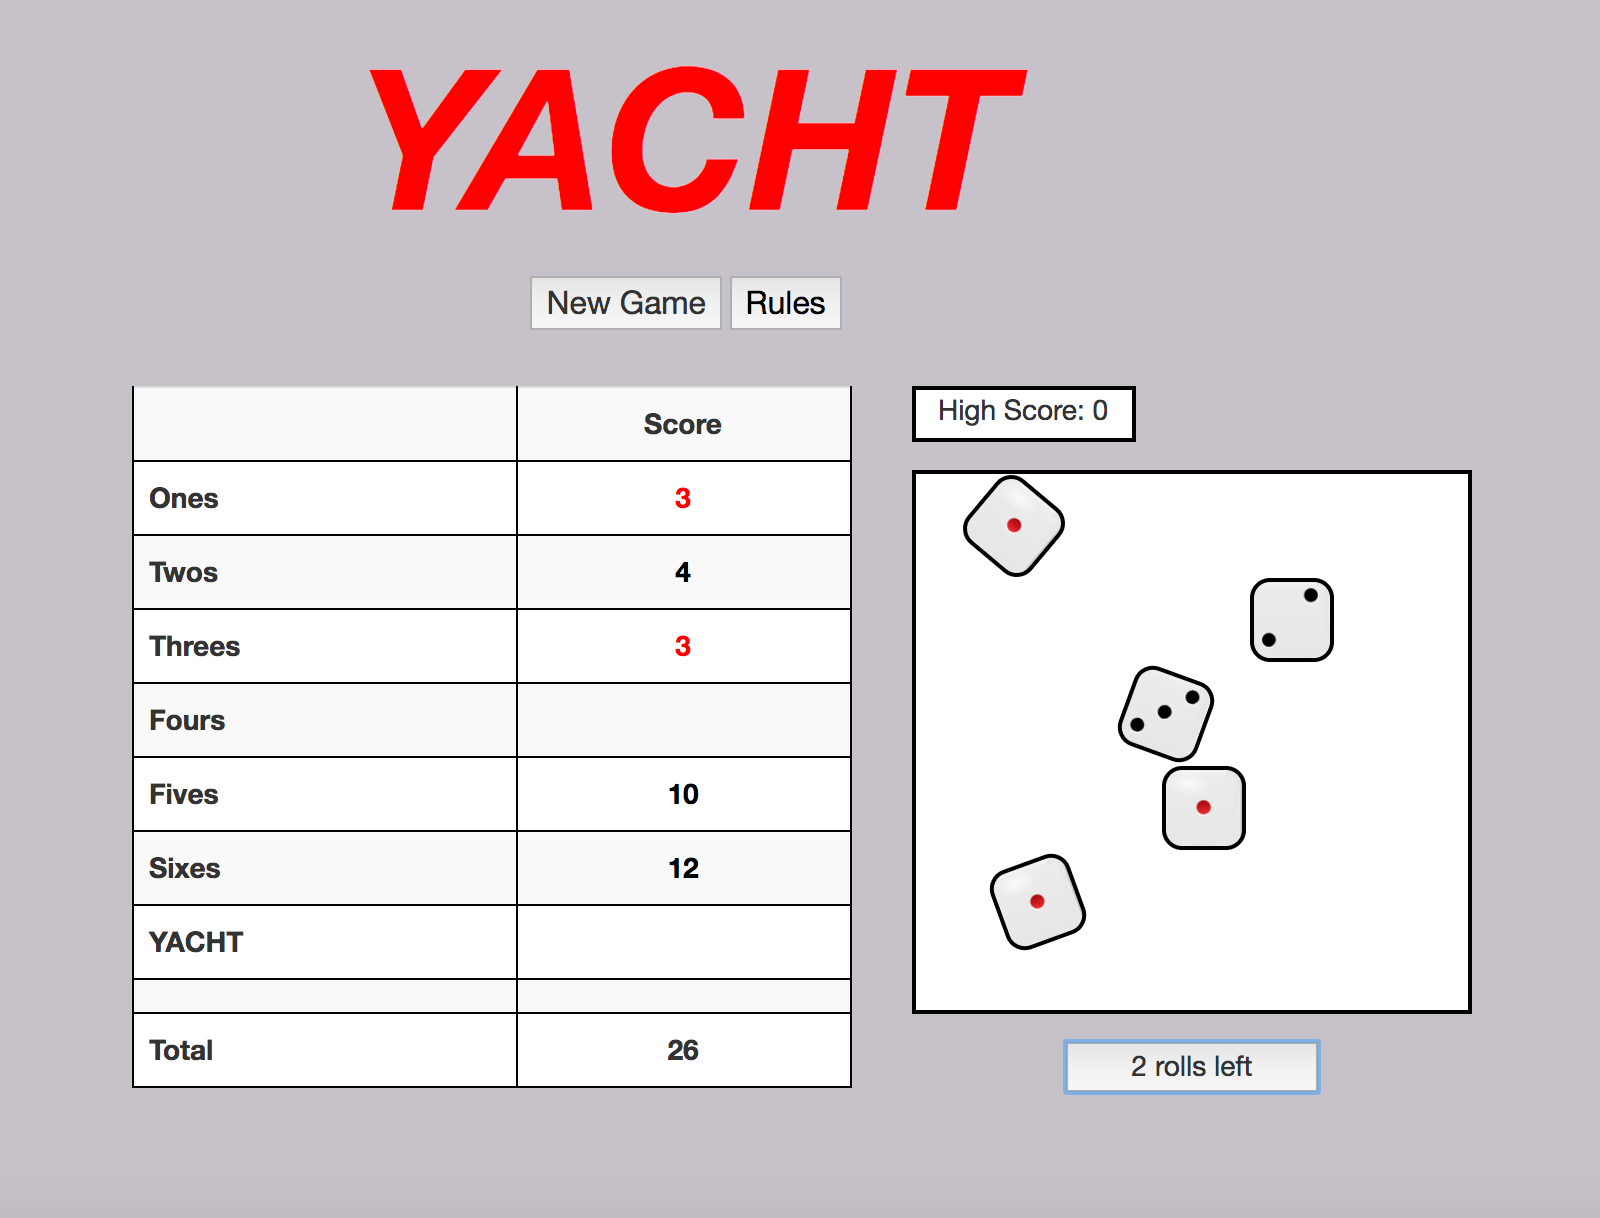 YACHT
New Game Rules
Score
Ones 3
Twos 4
Threes 3
Fours
Fives 10
Sixes 12
YACHT
Total 26
High Score: 0
2 rolls left